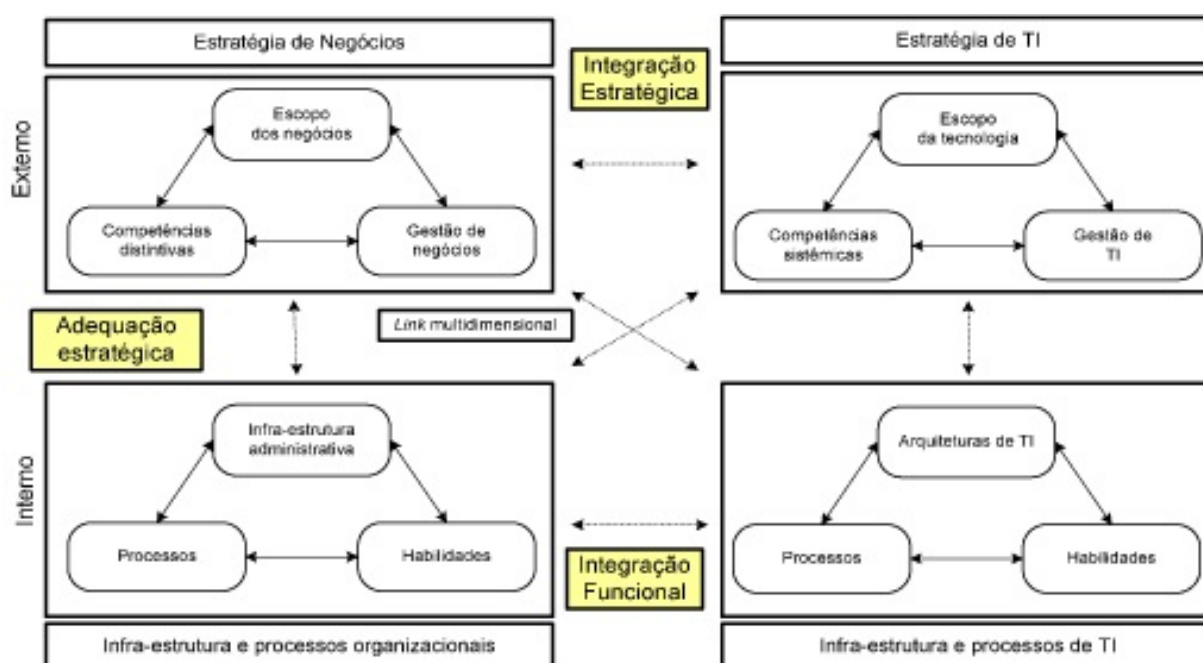 Estratégia de Negócios
Integração
Estratégica
Estratégia de TI
Externo
Escopo
dos negócios
Competências
distintivas
Gestão de
negócios
Escopo
da tecnologia
Competências
sistêmicas
Gestão de
TI
Adequação
estratégica
Link multidimensional
Interno
Infra-estrutura
administrativa
Processos
Habilidades
Arquiteturas de TI
Processos
Habilidades
Integração
Funcional
Infra-estrutura e processos organizacionais
Infra-estrutura e processos de TI